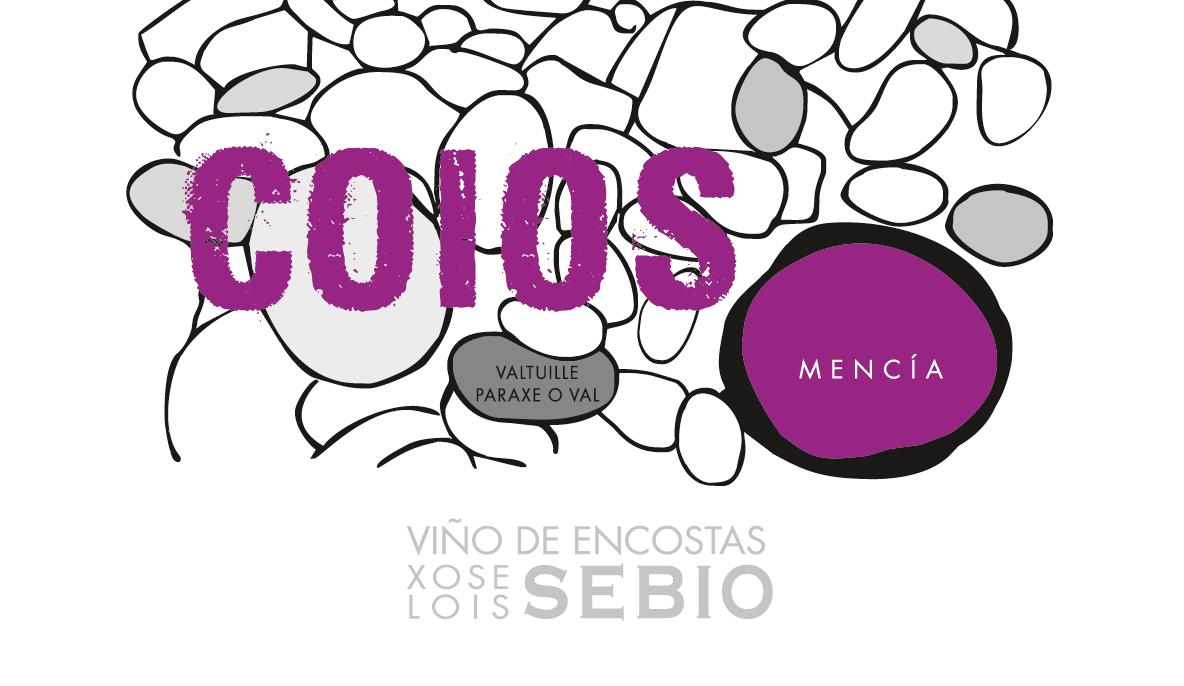 COIOS
MENCÍA
VALTUILLE
PARAXE O VAL
VIÑO DE ENCOSTAS
XOSE
LOIS SEBIO